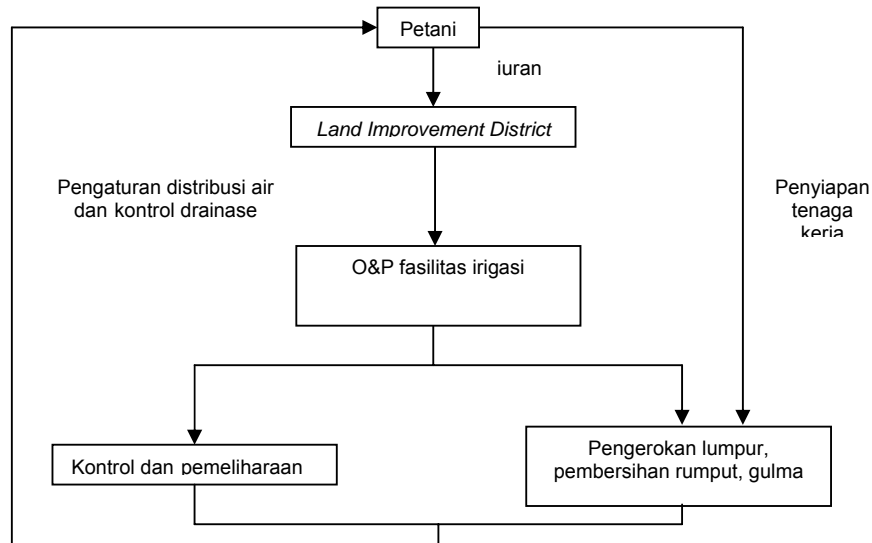 Petani
iuran
Land Improvement District
Pengaturan distribusi air
dan kontrol drainase
Penyiapan
tenaga
kerja
O&P fasilitas irigasi
Kontrol dan pemeliharaan
Pengerokan lumpur,
pembersihan rumput, gulma